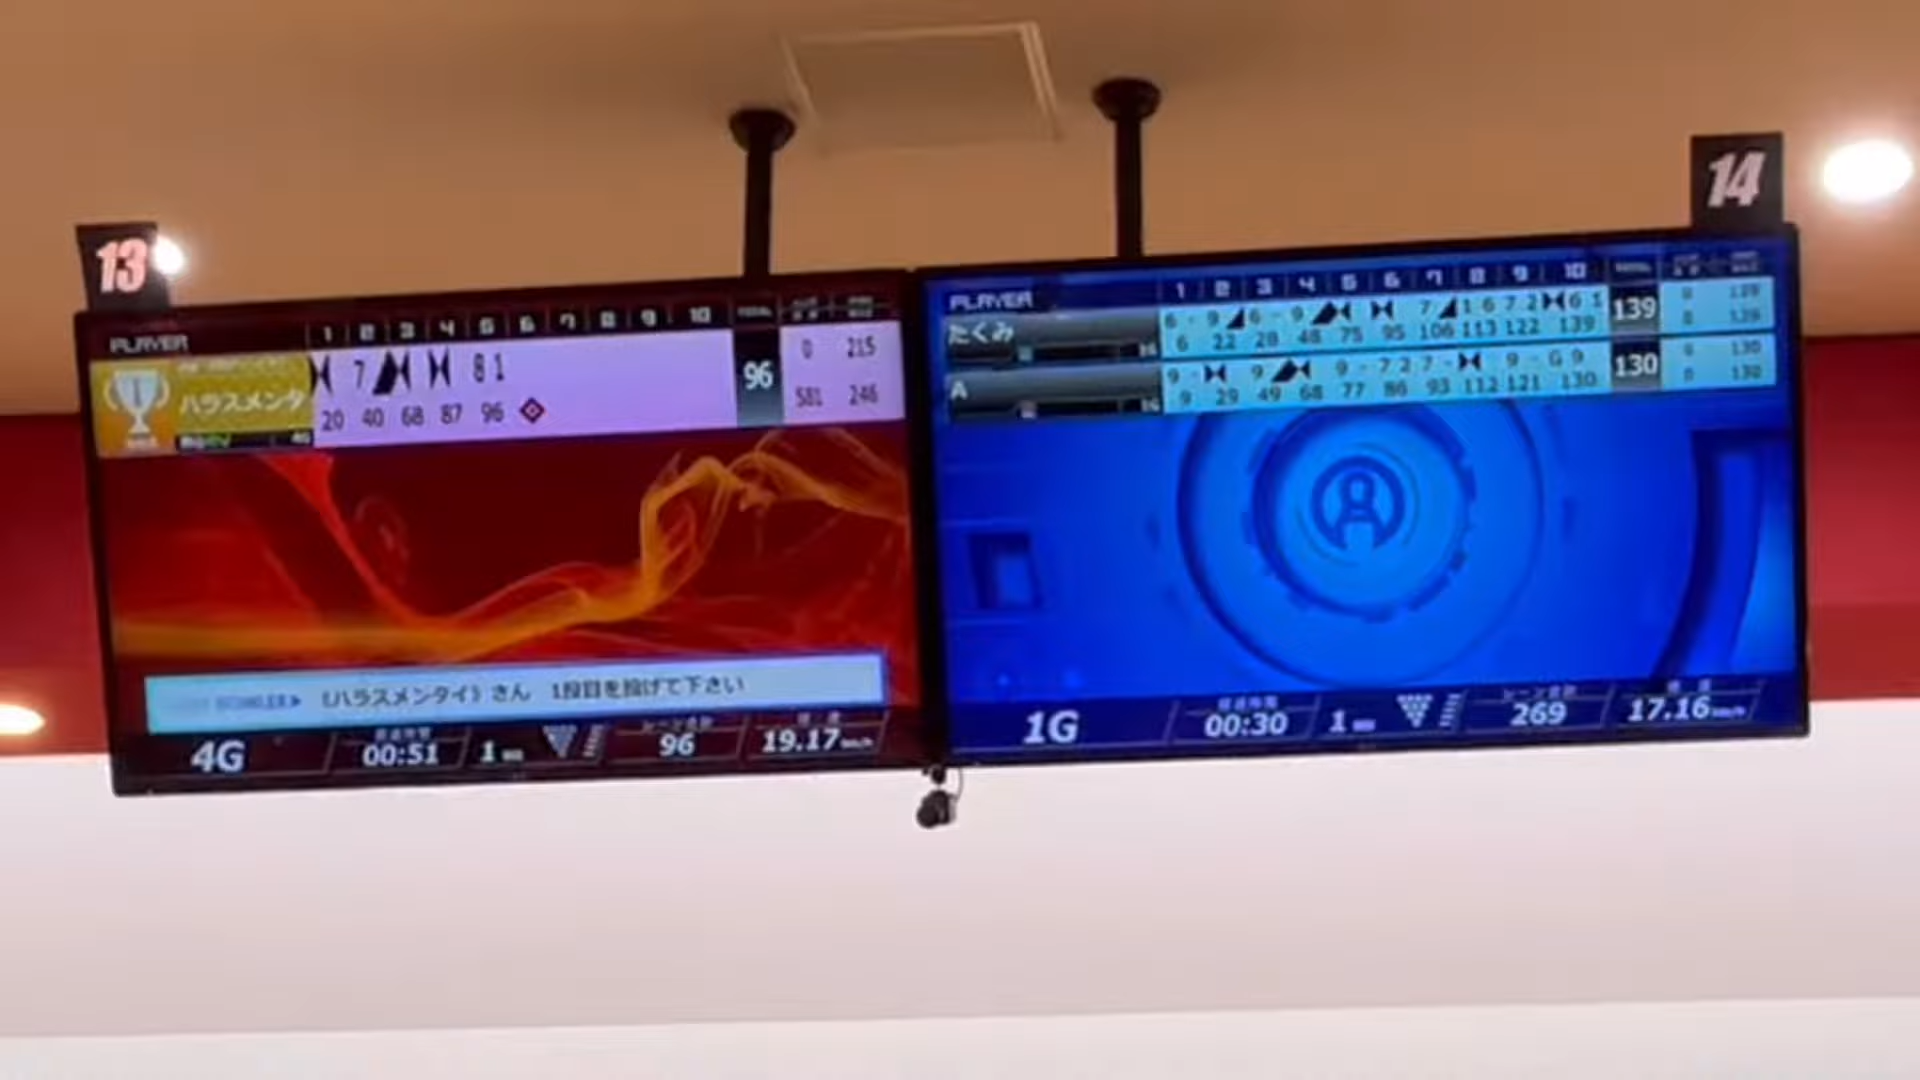 13
14
PLAYER 1 2 3 4 5 6 7 8 9 10
ハラスメンタ
7 8 1
20 40 68 87 96
96
0 215
581 246
《ハラスメンタイ》さん 1投目を投げて下さい
4G 00:51 1 96 19.17
PLAYER 1 2 3 4 5 6 7 8 9 10
たくみ
6 - 9 6 - 9 7 1 6 7 2 6 1
6 22 28 48 75 95 106 113 122 139
139
A
9 - 9 9 - 7 2 7 - 9 - G 9
9 29 49 68 77 86 93 112 121 130
130
1G 00:30 1 レーン合計 269 17.16